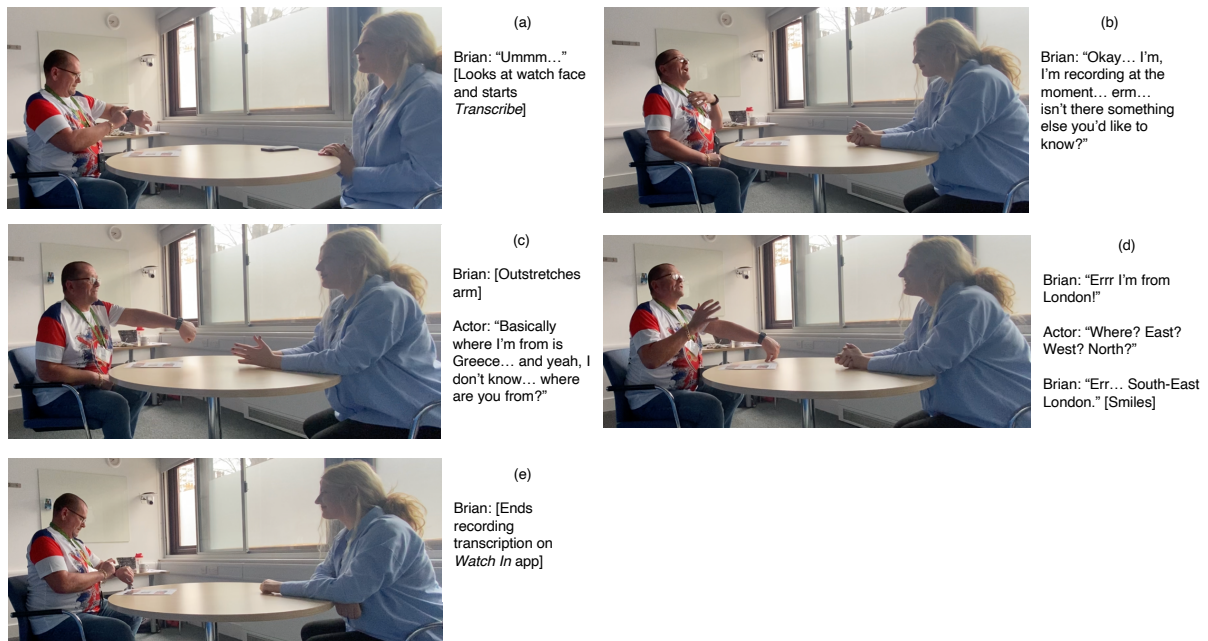 (a)
Brian: “Ummm…”
[Looks at watch face
and starts
Transcribe]
(b)
Brian: “Okay… I’m,
I’m recording at the
moment… erm…
isn’t there something
else you’d like to
know?”
(c)
Brian: [Outstretches
arm]
Actor: “Basically
where I’m from is
Greece… and yeah, I
don’t know… where
are you from?”
(d)
Brian: “Errr I’m from
London!”
Actor: “Where? East?
West? North?”
Brian: “Err… South-East
London.” [Smiles]
(e)
Brian: [Ends
recording
transcription on
Watch In app]